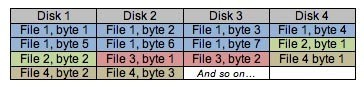 Disk 1 Disk 2 Disk 3 Disk 4
File 1, byte 1 File 1, byte 2 File 1, byte 3 File 1, byte 4
File 1, byte 5 File 1, byte 6 File 1, byte 7 File 2, byte 1
File 2, byte 2 File 3, byte 1 File 3, byte 2 File 4 byte 1
File 4, byte 2 File 4, byte 3 And so on...